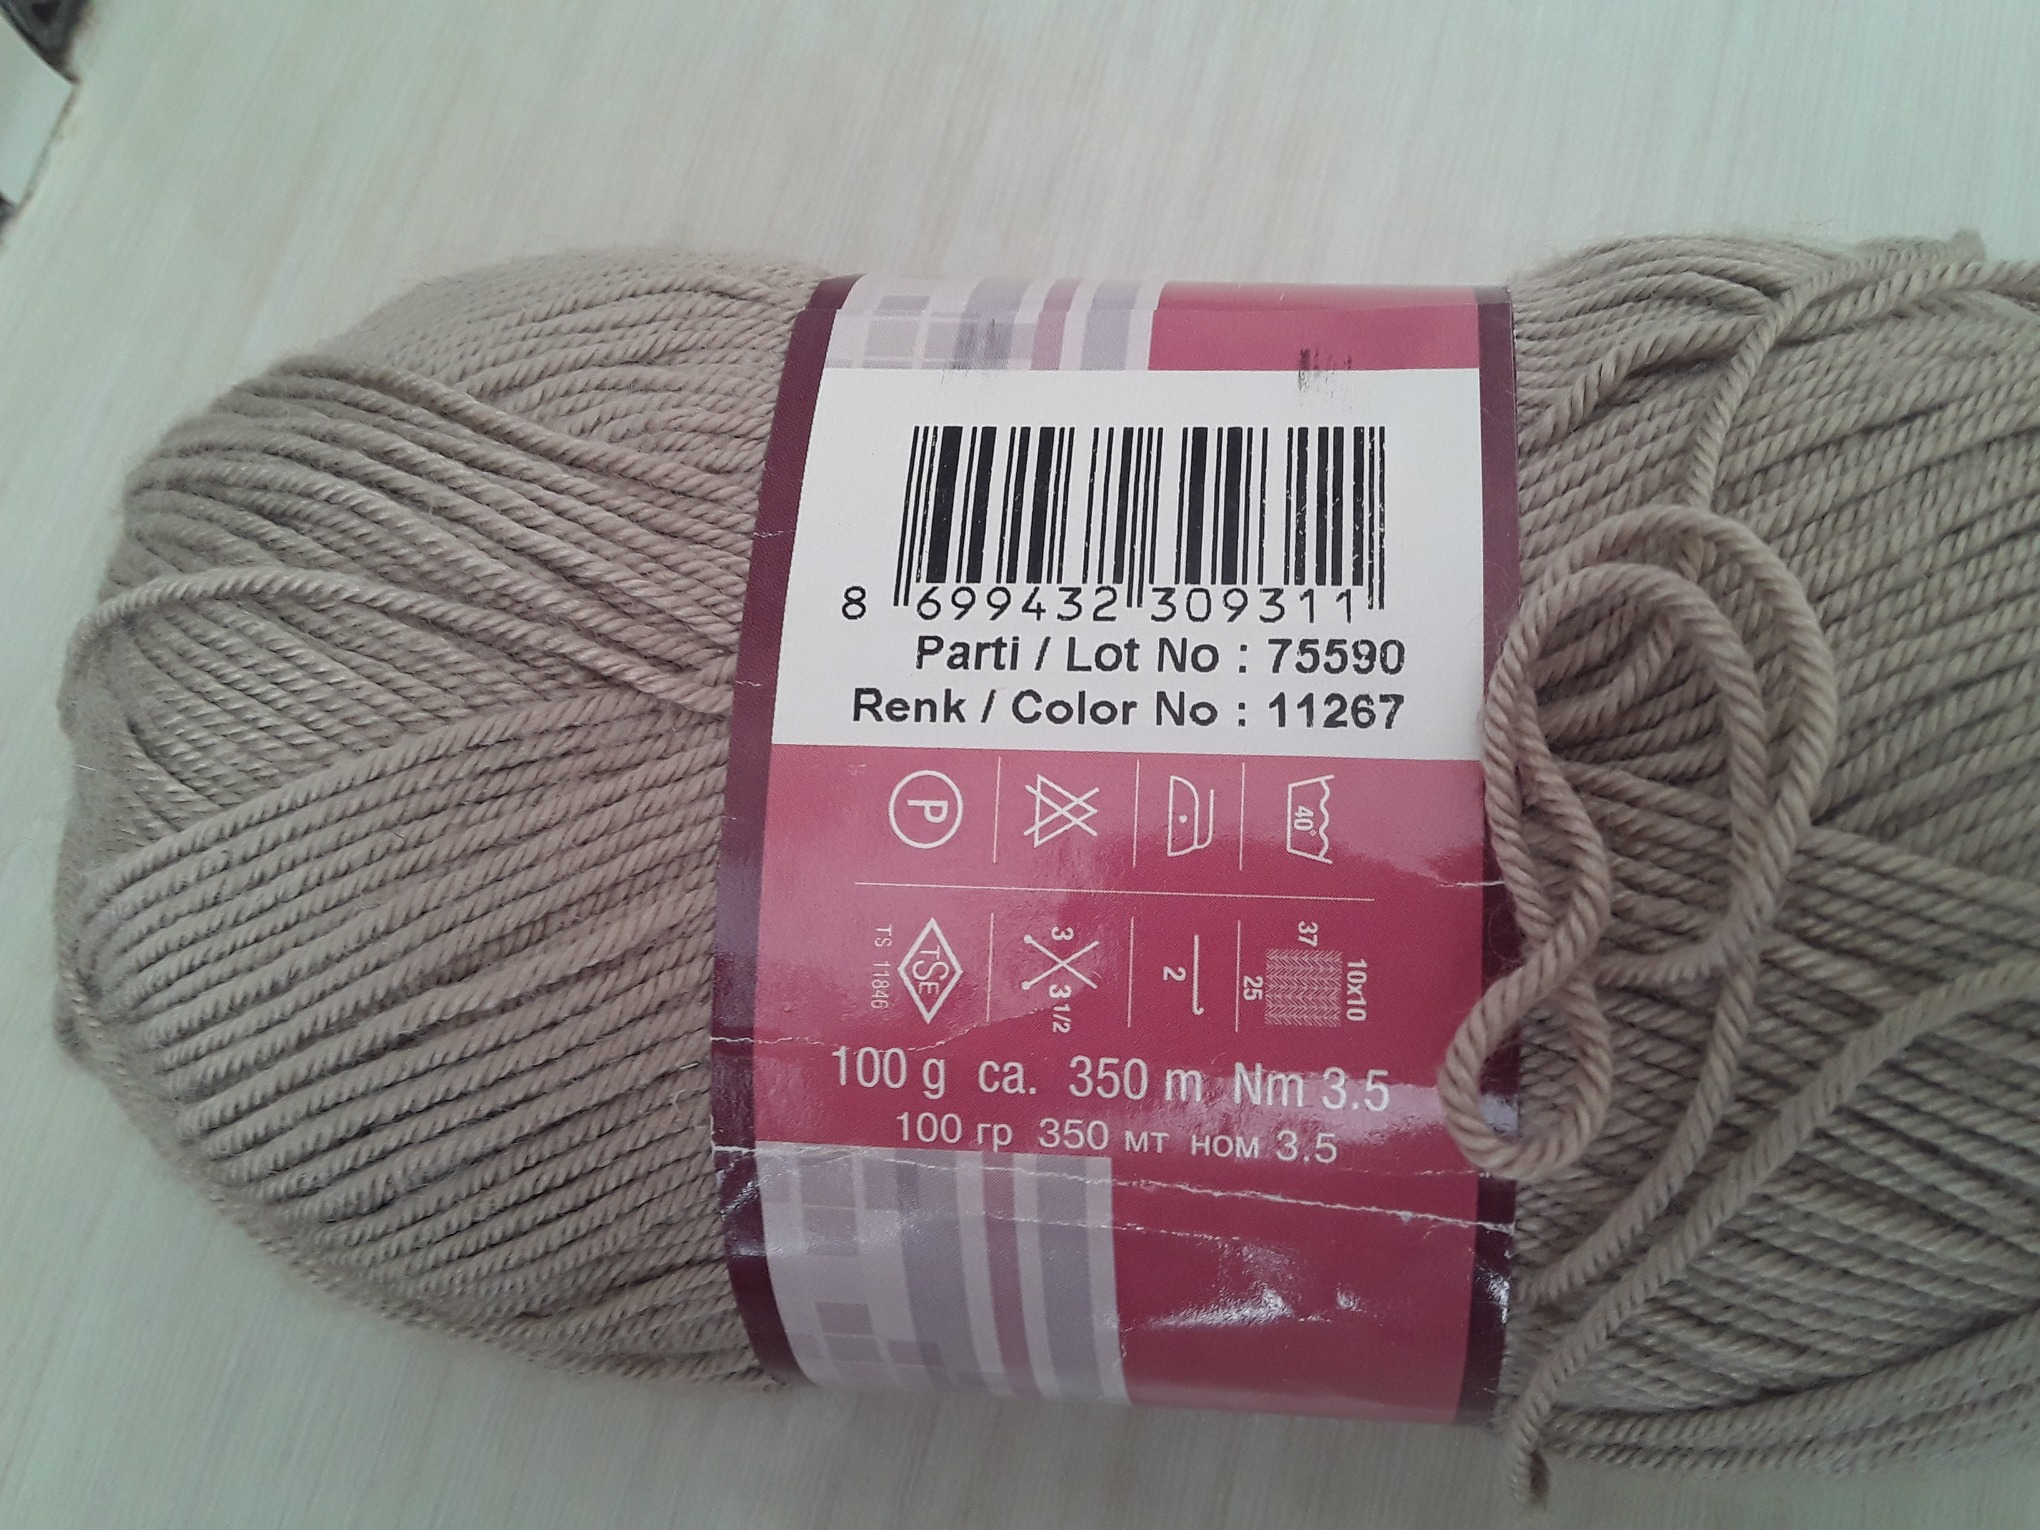 8 699432 309311
Parti / Lot No : 75590
Renk / Color No : 11267
P
40°
TSE
TS 11846
3
3 1/2
2
37
25
10x10
100 g ca. 350 m Nm 3.5
100 гр 350 мт ном 3.5